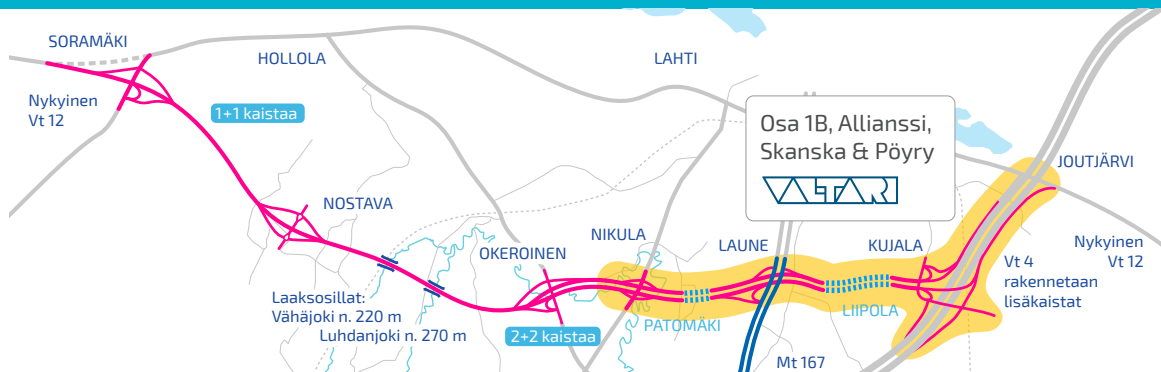 SORAMÄKI
HOLLOLA
LAHTI
Nykyinen
Vt 12
1+1 kaistaa
Osa 1B, Allianssi,
Skanska & Pöyry
VALTARI
JOUTJÄRVI
NOSTAVA
OKEROINEN
NIKULA
LAUNE
KUJALA
Nykyinen
Vt 12
Vt 4
rakennetaan
lisäkaistat
Laaksosillat:
Vähäjoki n. 220 m
Luhdanjoki n. 270 m
2+2 kaistaa
PATOMÄKI
LIIPOLA
Mt 167